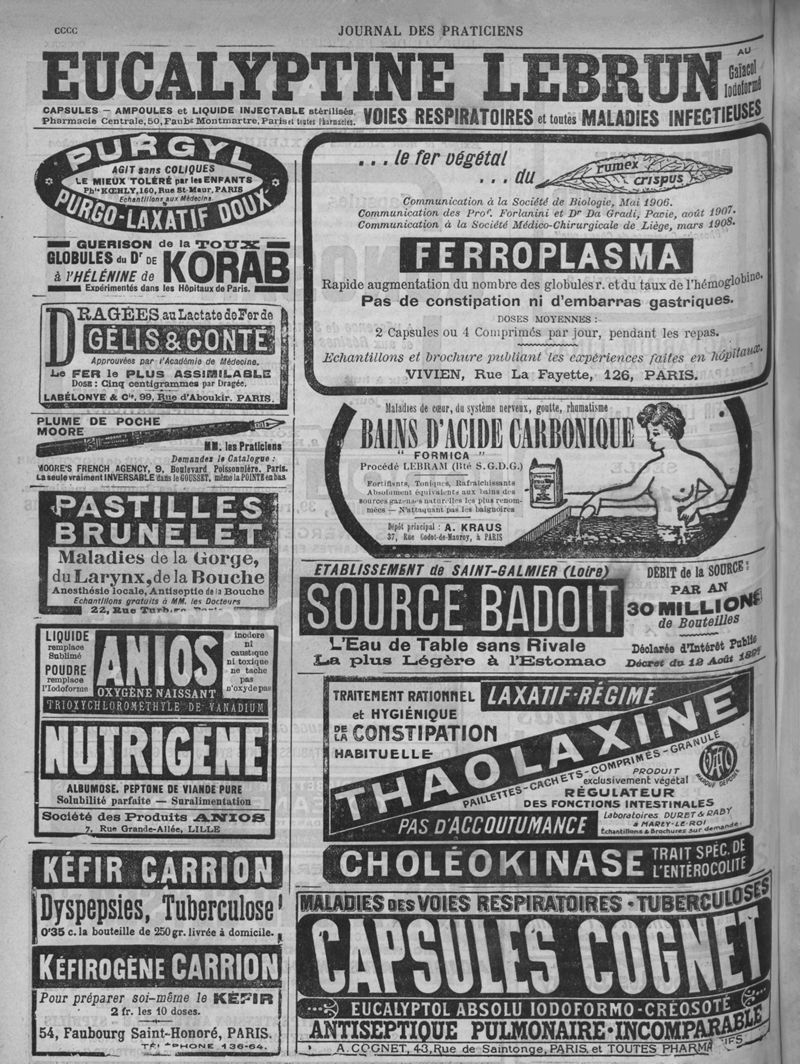 CCCC
JOURNAL DES PRATICIENS
EUCALYPTINE LEBRUN
AU
Gaïacol
Iodoformé
CAPSULES – AMPOULES et LIQUIDE INJECTABLE stérilisés.
Pharmacie Centrale, 50, Faubg Montmartre, Paris et toutes Pharmacies.
VOIES RESPIRATOIRES et toutes MALADIES INFECTIEUSES
PURGYL
AGIT sans COLIQUES
LE MIEUX TOLÉRÉ par les ENFANTS
Phie KŒHLY, 160, Rue St-Maur, PARIS
Echantillons aux Médecins
PURGO-LAXATIF DOUX
GUERISON de la TOUX
GLOBULES du Dr DE
à l'HÉLÉNINE de
KORAB
Expérimentés dans les Hôpitaux de Paris.
DRAGÉES au Lactate de Fer de
GÉLIS & CONTÉ
Approuvées par l'Académie de Médecine.
Le FER le PLUS ASSIMILABLE
Dose : Cinq centigrammes par Dragée.
LABÉLONYE & Cie, 99, Rue d'Aboukir. PARIS.
PLUME DE POCHE
MOORE
MM. les Praticiens
Demandez le Catalogue :
MOORE'S FRENCH AGENCY, 9, Boulevard Poissonnière, Paris.
La seule vraiment INVERSABLE dans le GOUSSET, même la POINTE en bas
PASTILLES
BRUNELET
Maladies de la Gorge,
du Larynx, de la Bouche
Anesthésie locale, Antiseptie de la Bouche
Echantillons gratuits à MM. les Docteurs
22, Rue
LIQUIDE
remplace
Sublimé
POUDRE
remplace
l'Iodoforme
ANIOS
inodore
ni
caustique
ni toxique
ne tache
pas
n'oxyde pas
OXYGÈNE NAISSANT
TRIOXYCHLOROMÉTHYLE DE VANADIUM
NUTRIGÈNE
ALBUMOSE. PEPTONE DE VIANDE PURE
Solubilité parfaite — Suralimentation
Société des Produits ANIOS
7, Rue Grande-Allée, LILLE
KÉFIR CARRION
Dyspepsies, Tuberculose
0'35 c. la bouteille de 250 gr. livrée à domicile.
KÉFIROGÈNE CARRION
Pour préparer soi-même le KÉFIR
2 fr. les 10 doses.
54, Faubourg Saint-Honoré, PARIS.
TÉLÉPHONE 136-64.
. . . le fer végétal
. . . du
rumex
crispus
Communication à la Société de Biologie, Mai 1906.
Communication des Profs. Forlanini et Dr Da Gradi, Pavie, août 1907.
Communication à la Société Médico-Chirurgicale de Liège, mars 1908.
FERROPLASMA
Rapide augmentation du nombre des globules r. et du taux de l'hémoglobine.
Pas de constipation ni d'embarras gastriques.
DOSES MOYENNES :
2 Capsules ou 4 Comprimés par jour, pendant les repas.
Echantillons et brochure publiant les expériences faites en hôpitaux.
VIVIEN, Rue La Fayette, 126, PARIS.
Maladies de cœur, du système nerveux, goutte, rhumatisme
BAINS D'ACIDE CARBONIQUE
"FORMICA"
Procédé LEBRAM (Bté S.G.D.G.)
Fortifiants, Toniques, Rafraîchissants
Absolument équivalents aux bains des
sources gazeuses naturelles les plus renom-
mées — N'attaquant pas les baignoires
Dépôt principal : A. KRAUS
37, Rue Godot-de-Mauroy, à PARIS
ETABLISSEMENT de SAINT-GALMIER (Loire)
SOURCE BADOIT
L'Eau de Table sans Rivale
La plus Légère à l'Estomac
DEBIT de la SOURCE :
PAR AN
30 MILLIONS
de Bouteilles
Déclarée d'Intérêt Public
Décret du 12 Août 1897
TRAITEMENT RATIONNEL
et HYGIÉNIQUE
DE LA CONSTIPATION
HABITUELLE
LAXATIF-RÉGIME
THAOLAXINE
PAILLETTES-CACHETS-COMPRIMÉS-GRANULÉ
PRODUIT
exclusivement végétal
RÉGULATEUR
DES FONCTIONS INTESTINALES
MARQUE DÉPOSÉE
PAS D'ACCOUTUMANCE
Laboratoires DURET & RABY
à MARLY-LE-ROI
Échantillons & Brochures sur demande.
CHOLÉOKINASE
TRAIT. SPÉC. DE
L'ENTÉROCOLITE
MALADIES DES VOIES RESPIRATOIRES - TUBERCULOSES
CAPSULES COGNET
EUCALYPTOL ABSOLU IODOFORMO-CRÉOSOTÉ
ANTISEPTIQUE PULMONAIRE - INCOMPARABLE
A. COGNET, 43, Rue de Saintonge, PARIS, et TOUTES PHARMA